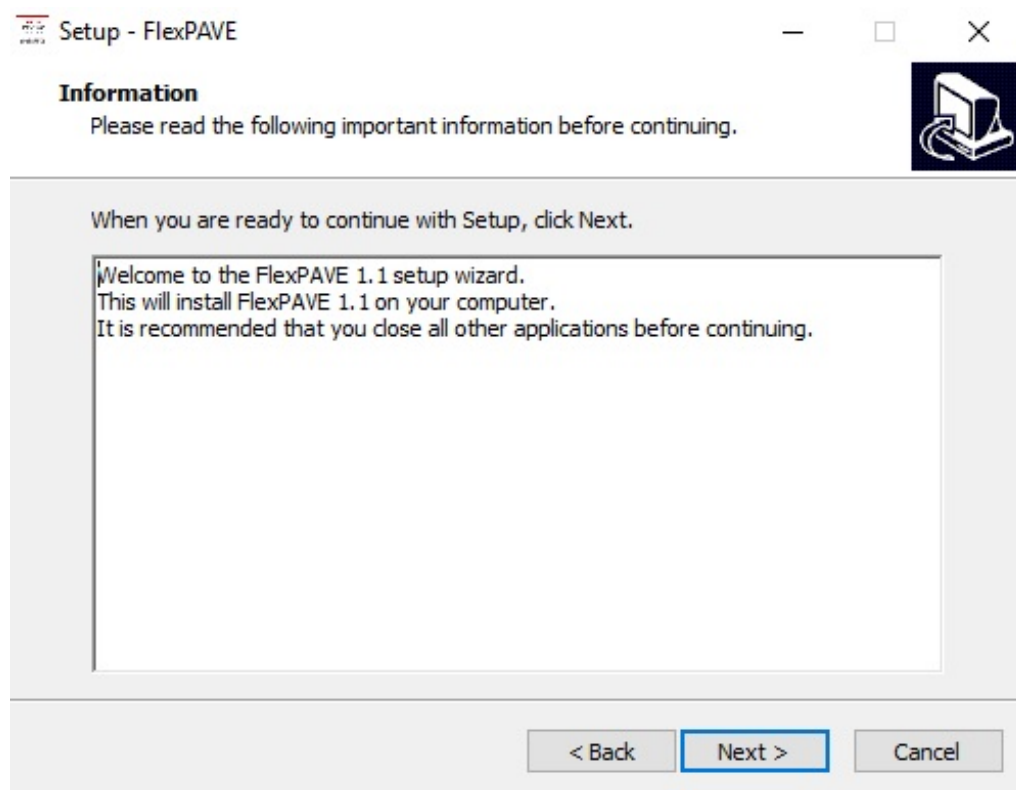 Setup - FlexPAVE
Information
Please read the following important information before continuing.
When you are ready to continue with Setup, click Next.
Welcome to the FlexPAVE 1.1 setup wizard.
This will install FlexPAVE 1.1 on your computer.
It is recommended that you close all other applications before continuing.
< Back
Next >
Cancel